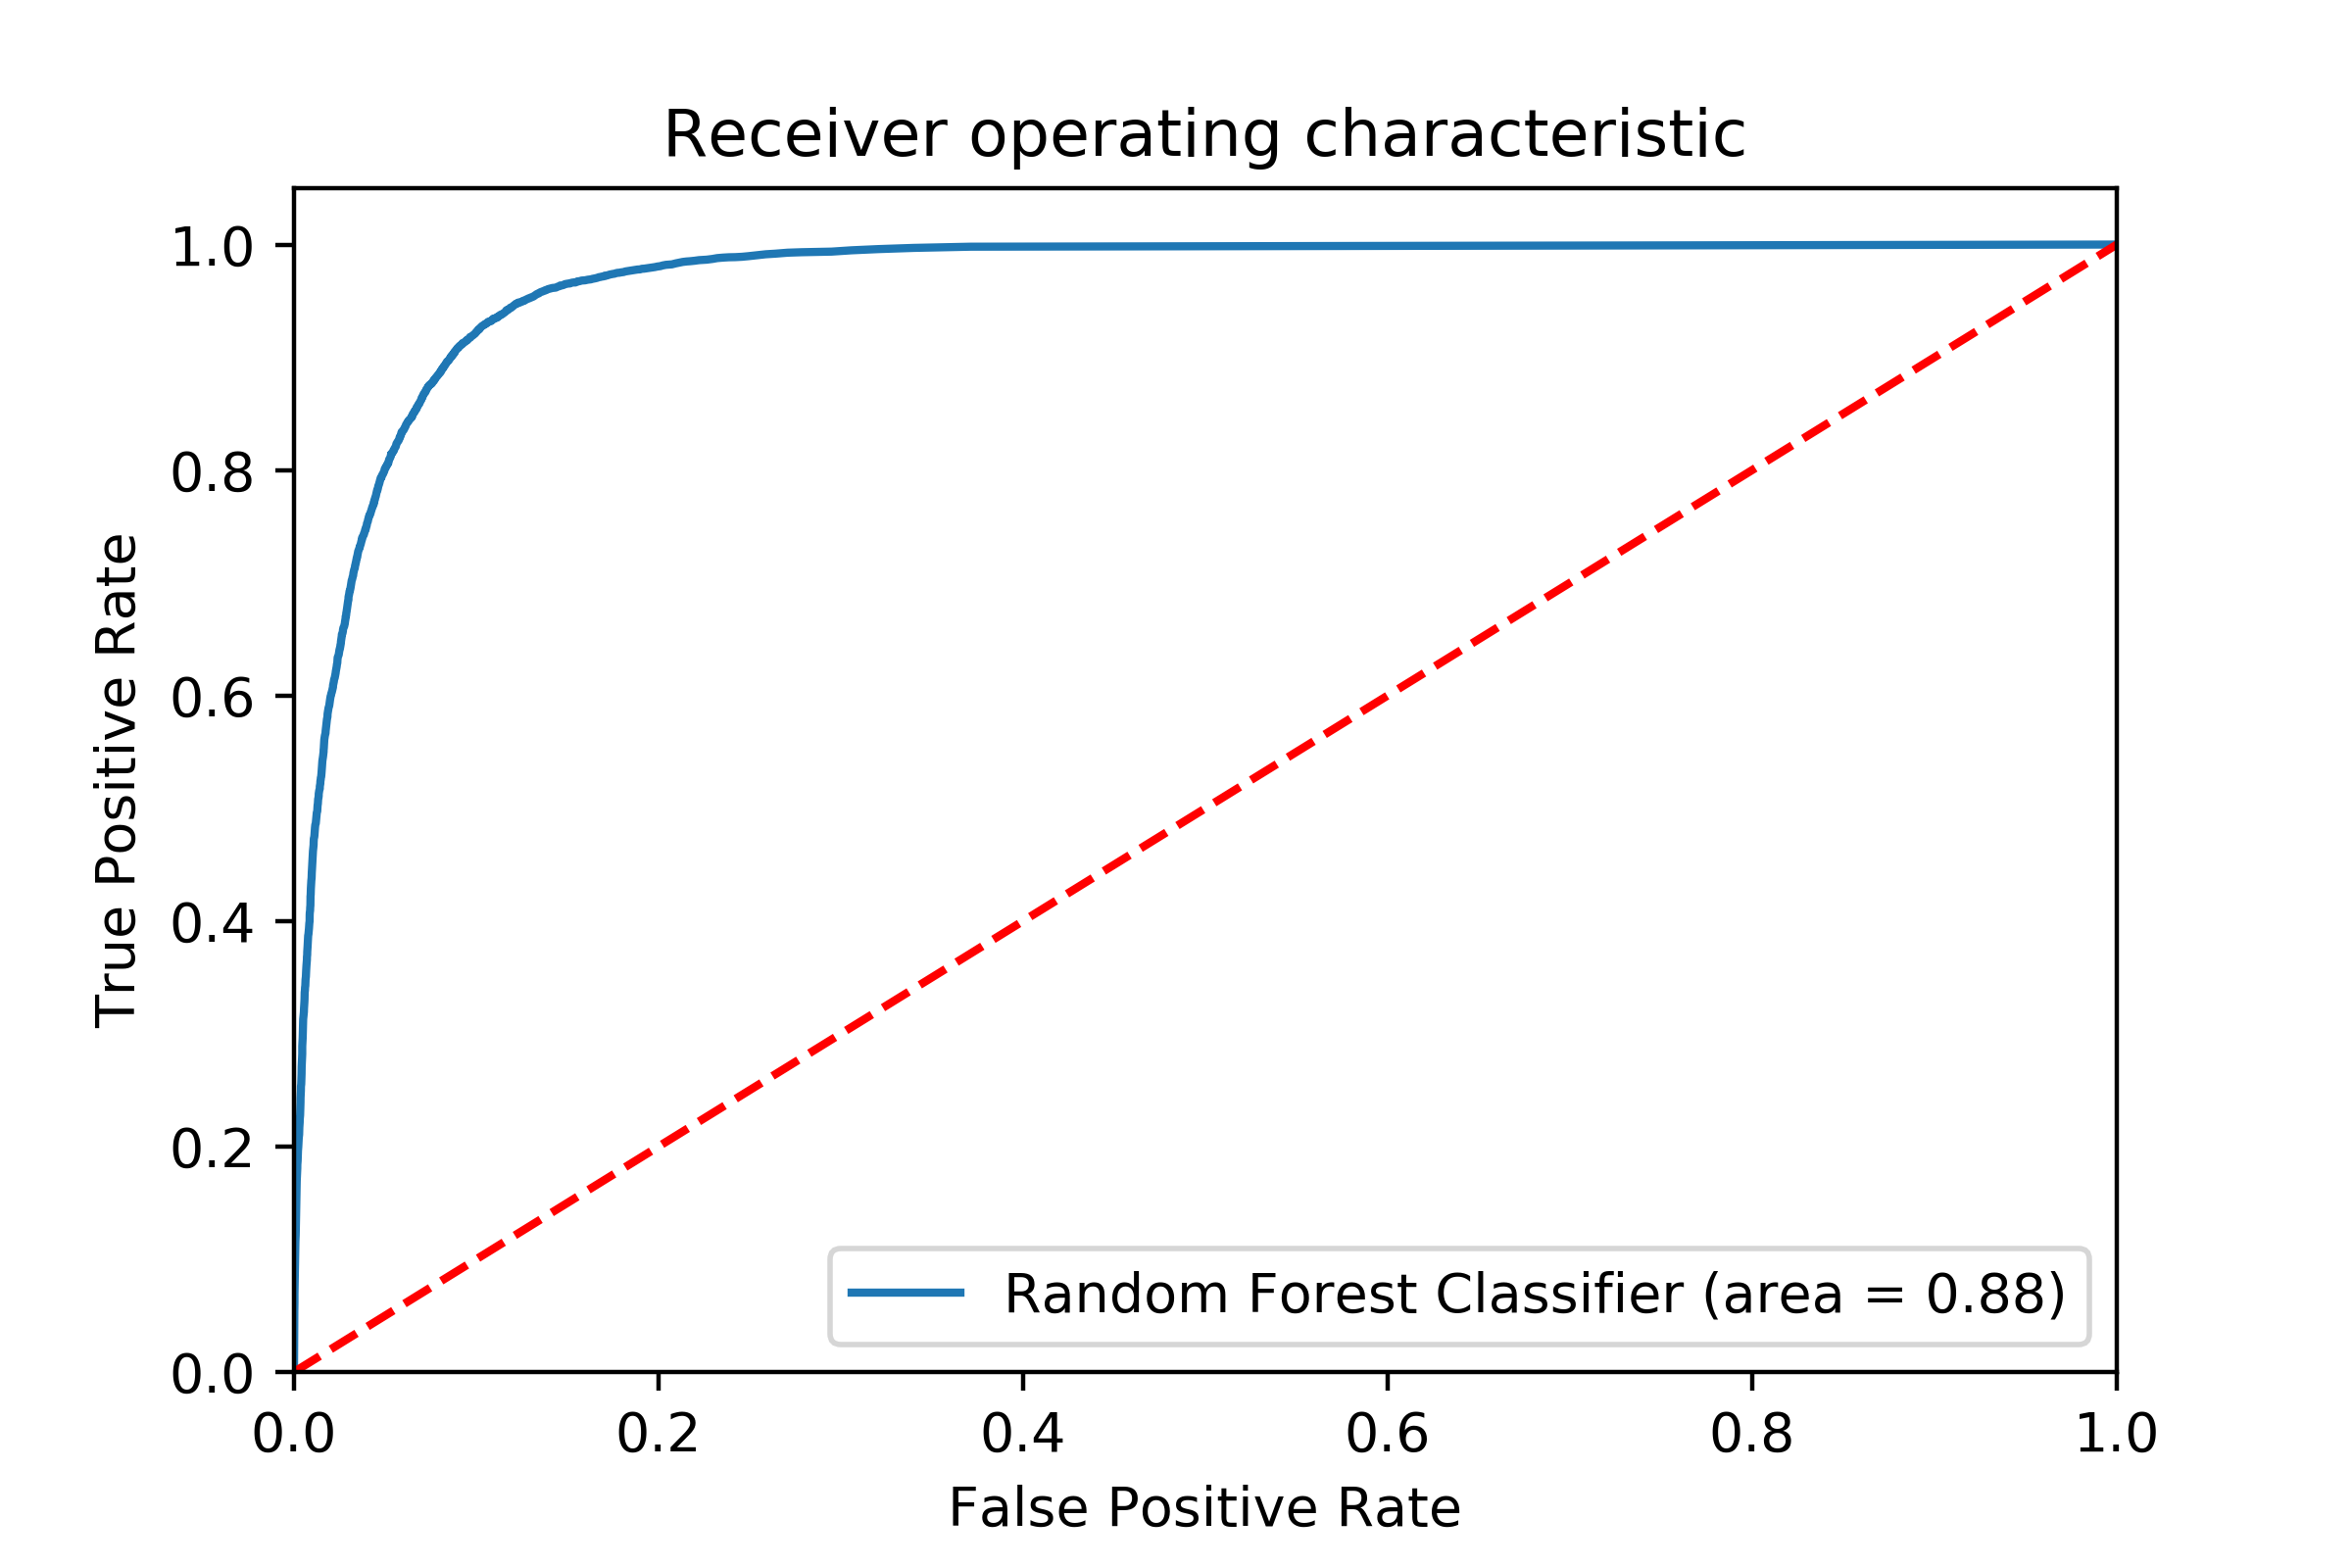 Receiver operating characteristic
1.0
0.8
0.6
0.4
0.2
0.0
True Positive Rate
Random Forest Classifier (area = 0.88)
0.0 0.2 0.4 0.6 0.8 1.0
False Positive Rate